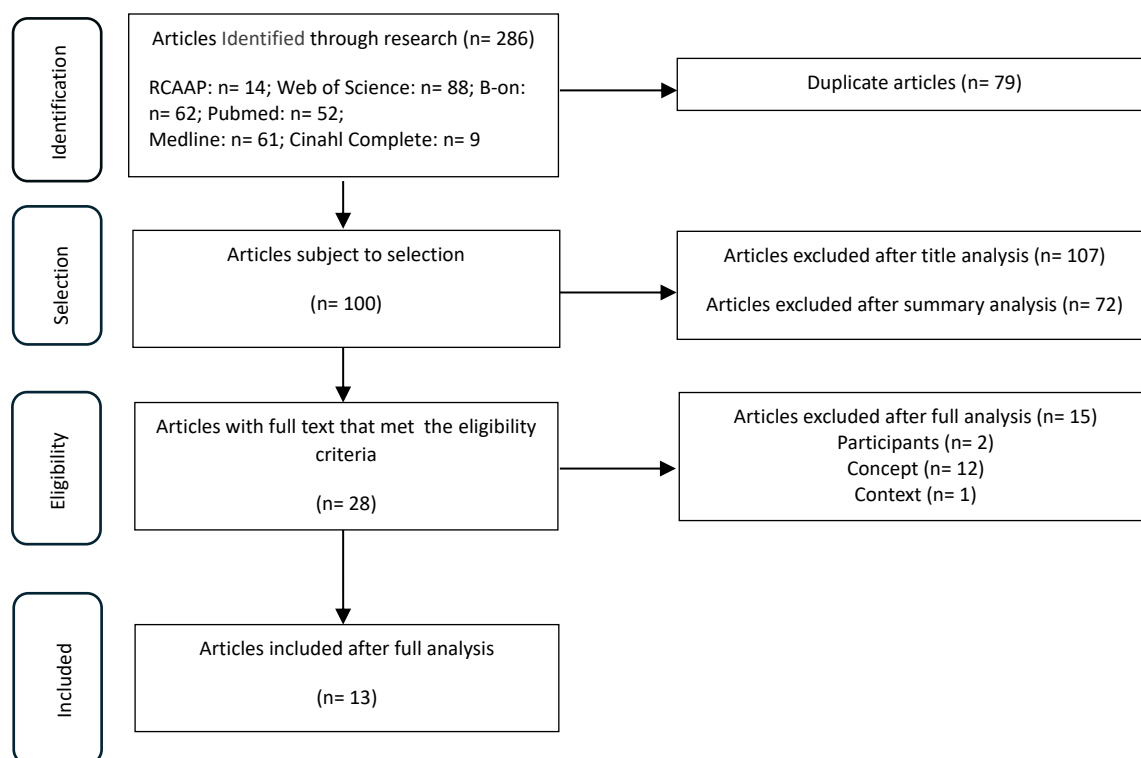 Identification
Articles Identified through research (n= 286)
RCAAP: n= 14; Web of Science: n= 88; B-on:
n= 62; Pubmed: n= 52;
Medline: n= 61; Cinahl Complete: n= 9
Duplicate articles (n= 79)
Selection
Articles subject to selection
(n= 100)
Articles excluded after title analysis (n= 107)
Articles excluded after summary analysis (n= 72)
Eligibility
Articles with full text that met the eligibility
criteria
(n= 28)
Articles excluded after full analysis (n= 15)
Participants (n= 2)
Concept (n= 12)
Context (n= 1)
Included
Articles included after full analysis
(n= 13)